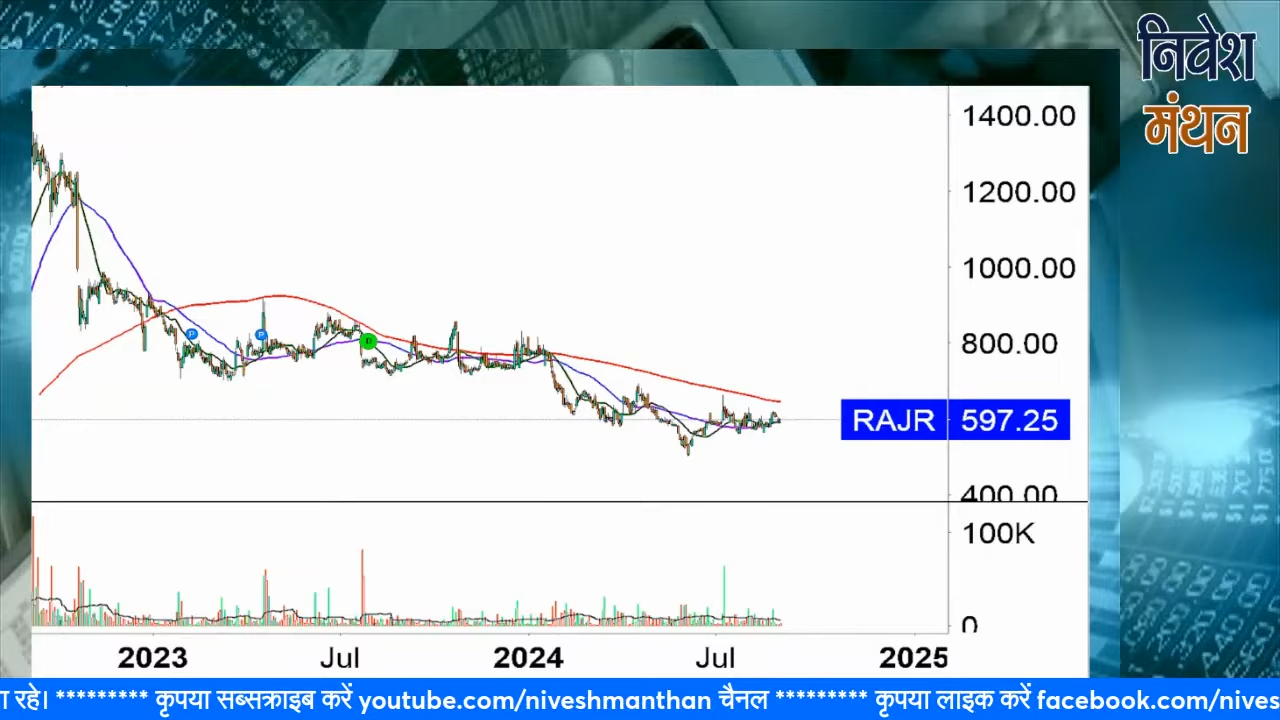 निवेश
मंथन
1400.00
1200.00
1000.00
800.00
RAJR 597.25
400.00
100K
0
2023 Jul 2024 Jul 2025
P P D
रहे। ********* कृपया सब्सक्राइब करें youtube.com/niveshmanthan चैनल ********* कृपया लाइक करें facebook.com/nives